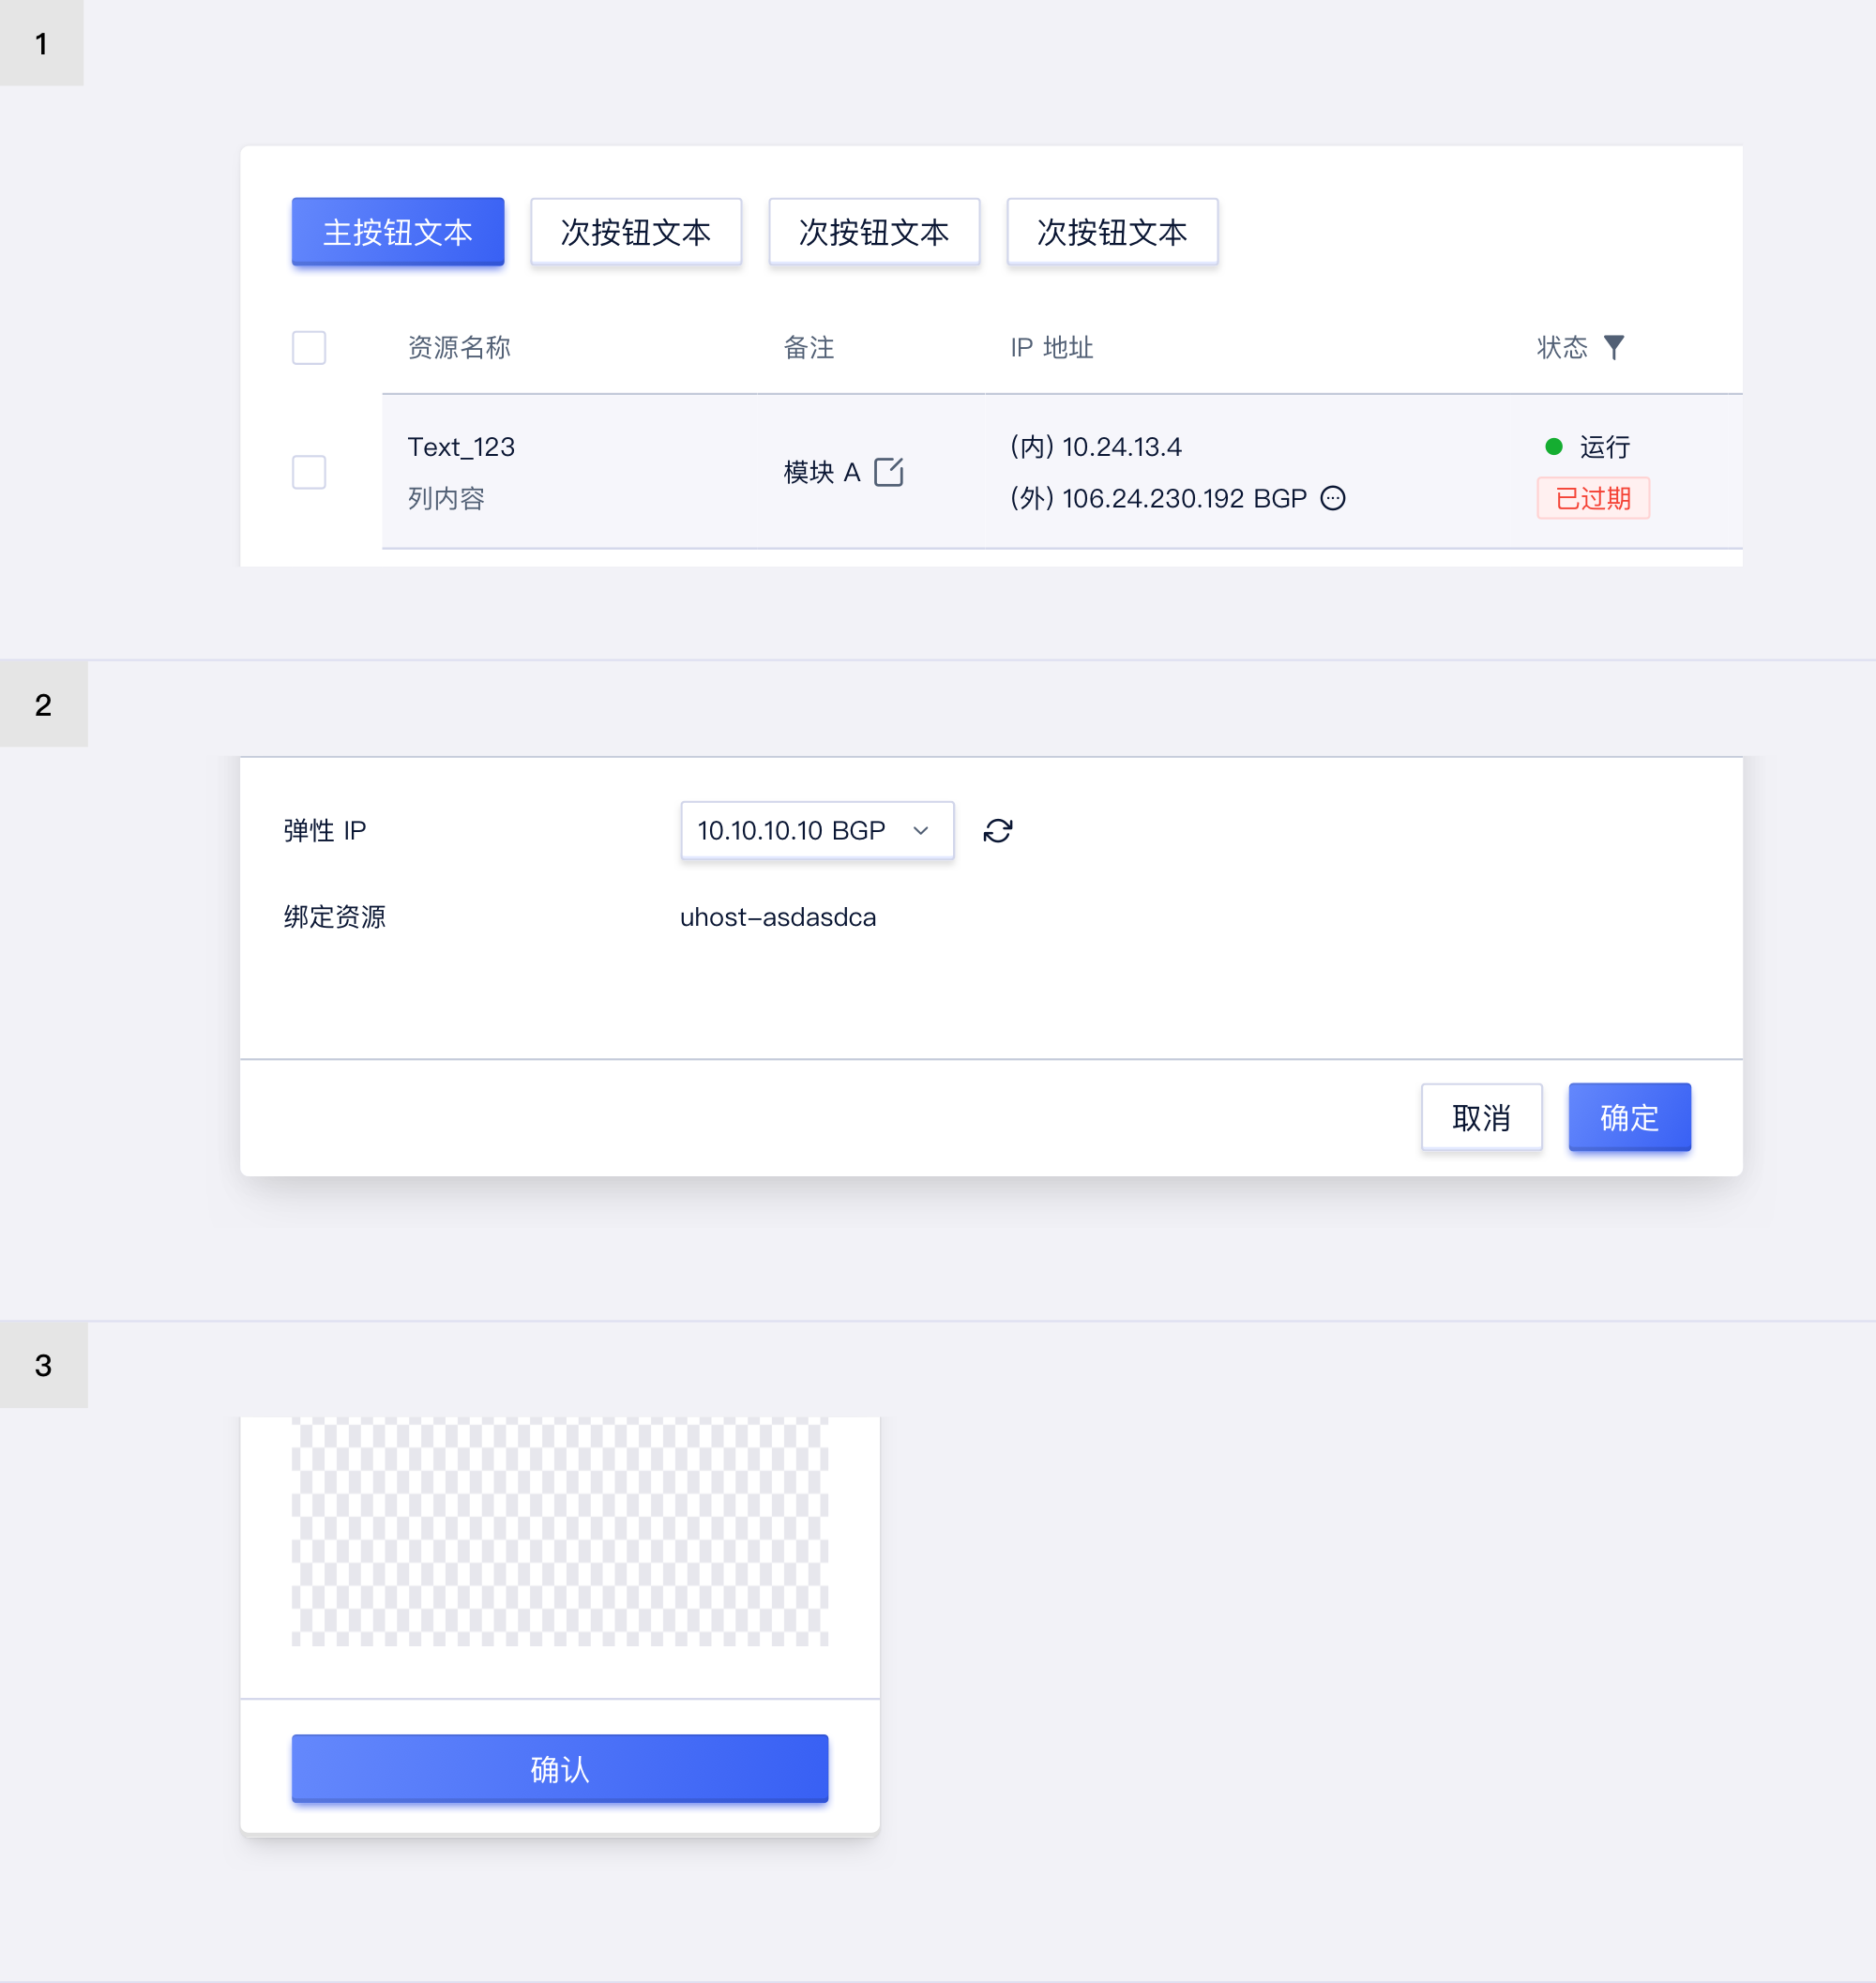 1
主按钮文本 次按钮文本 次按钮文本 次按钮文本
资源名称 备注 IP 地址 状态
Text_123 (内) 10.24.13.4 运行
模块 A
列内容 (外) 106.24.230.192 BGP 已过期
2
弹性 IP 10.10.10.10 BGP
绑定资源 uhost-asdasdca
取消 确定
3
确认